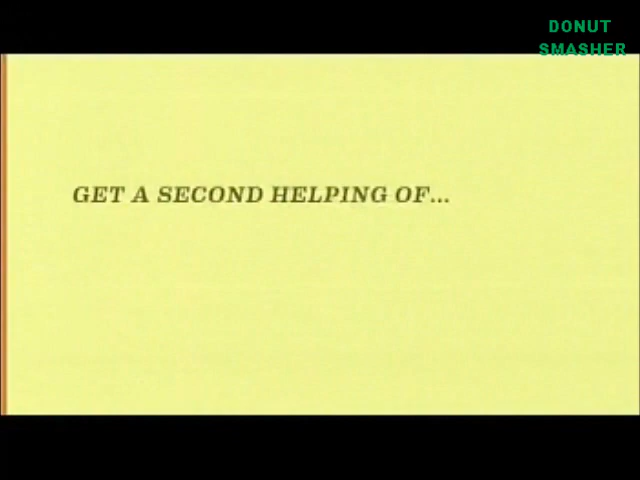 DONUT
SMASHER
GET A SECOND HELPING OF...